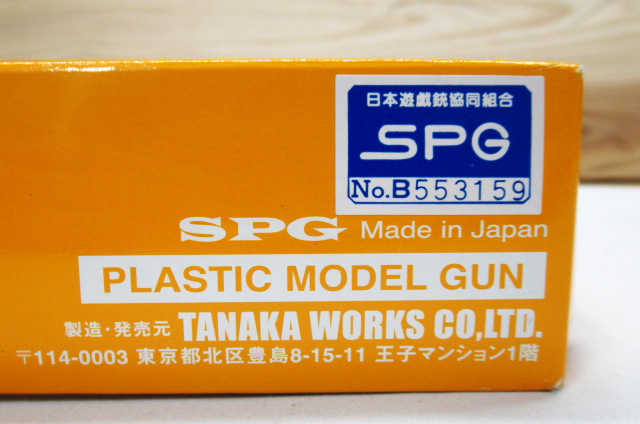 日本遊戯銃協同組合
SPG
No.B553159
SPG Made in Japan
PLASTIC MODEL GUN
製造・発売元 TANAKA WORKS CO,LTD.
〒114-0003 東京都北区豊島8-15-11 王子マンション1階